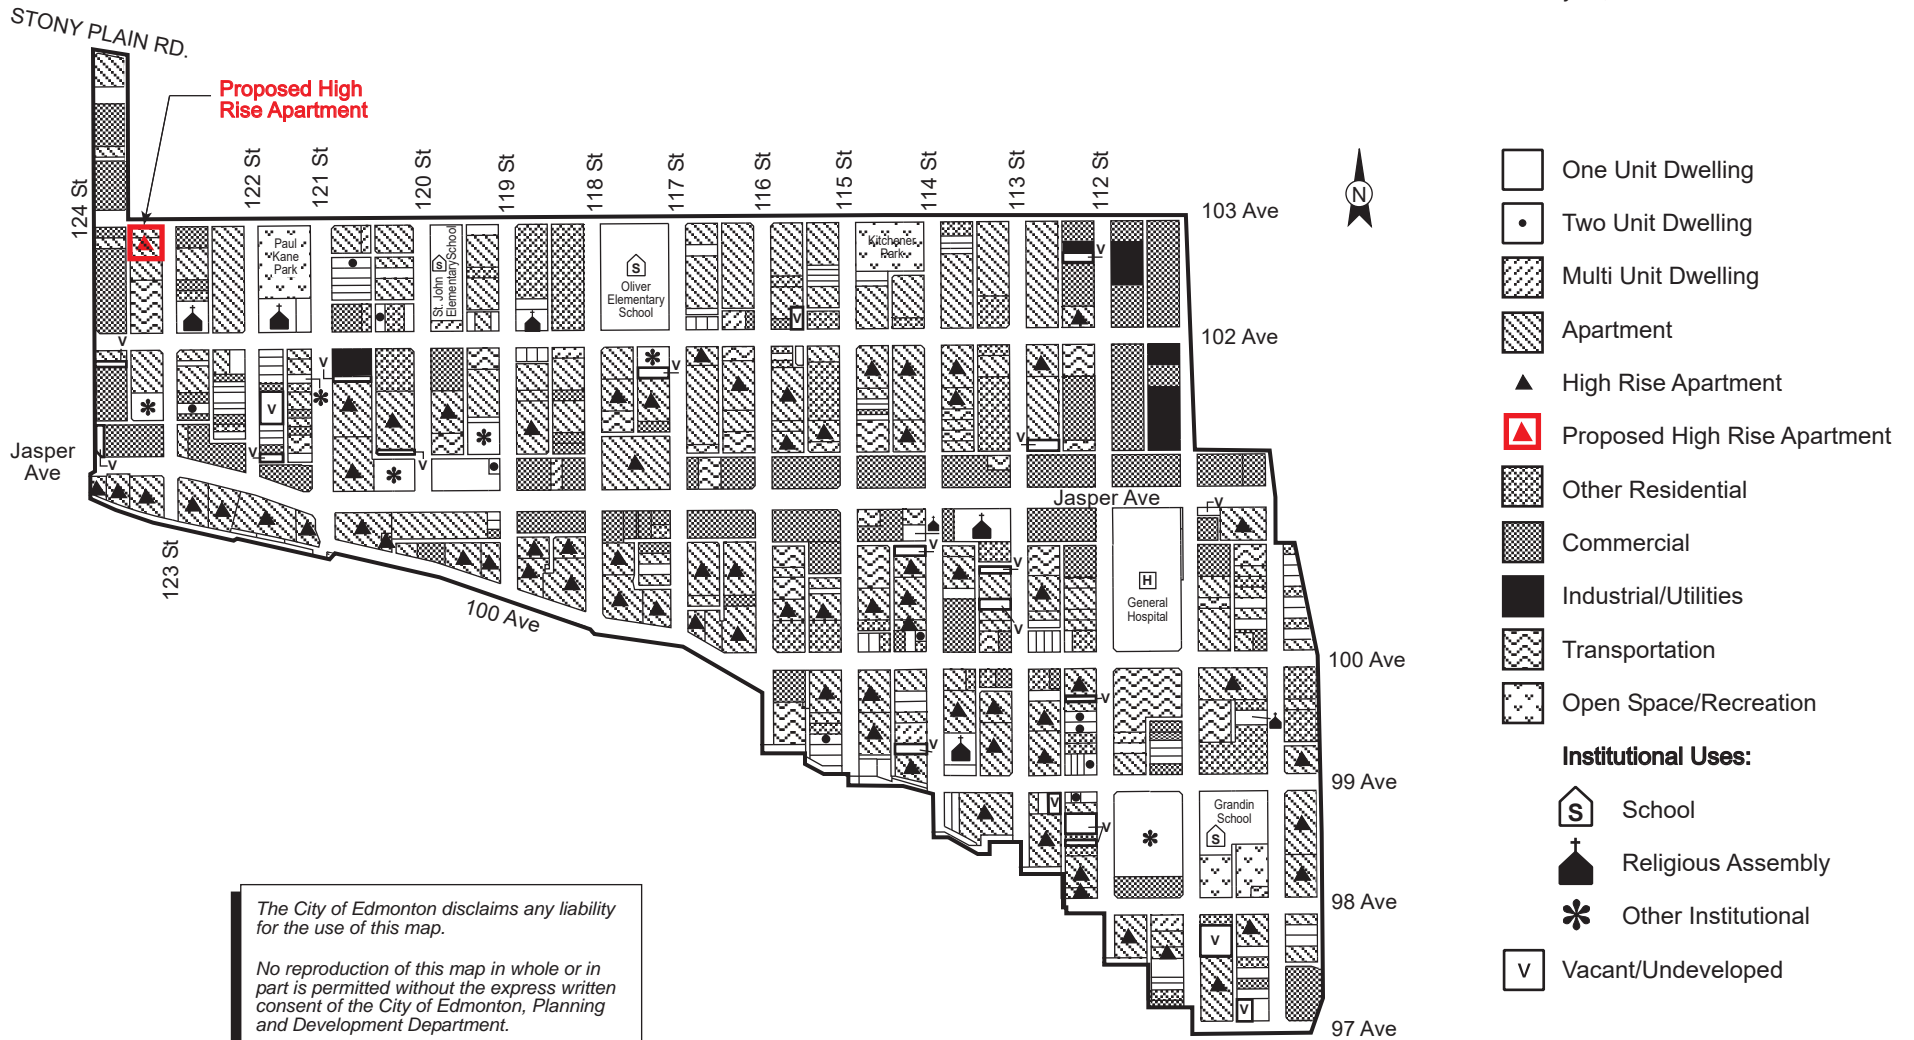 STONY PLAIN RD.
Proposed High
Rise Apartment
124 St
122 St
121 St
120 St
119 St
118 St
117 St
116 St
115 St
114 St
113 St
112 St
N
103 Ave
102 Ave
Paul
Kane
Park
St. John
Elementary School
S
S
Oliver
Elementary
School
Kitchener
Park
V
V
V
V
V
V
V
V
V
V
V
Jasper
Ave
Jasper Ave
123 St
100 Ave
V
V
V
V
H
General
Hospital
100 Ave
V
V
99 Ave
V
V
Grandin
School
S
98 Ave
V
V
97 Ave
One Unit Dwelling
Two Unit Dwelling
Multi Unit Dwelling
Apartment
High Rise Apartment
Proposed High Rise Apartment
Other Residential
Commercial
Industrial/Utilities
Transportation
Open Space/Recreation
Institutional Uses:
S School
Religious Assembly
Other Institutional
V Vacant/Undeveloped
The City of Edmonton disclaims any liability
for the use of this map.
No reproduction of this map in whole or in
part is permitted without the express written
consent of the City of Edmonton, Planning
and Development Department.